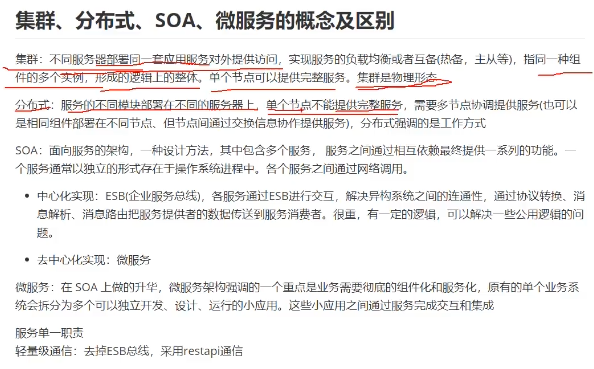 集群、分布式、SOA、微服务的概念及区别
集群：不同服务器部署同一套应用服务对外提供访问，实现服务的负载均衡或者互备(热备，主从等)，指同一种组
件的多个实例，形成的逻辑上的整体。单个节点可以提供完整服务。集群是物理形态
分布式：服务的不同模块部署在不同的服务器上，单个节点不能提供完整服务，需要多节点协调提供服务(也可以
是相同组件部署在不同节点、但节点间通过交换信息协作提供服务)，分布式强调的是工作方式
SOA：面向服务的架构，一种设计方法，其中包含多个服务， 服务之间通过相互依赖最终提供一系列的功能。一
个服务通常以独立的形式存在于操作系统进程中。各个服务之间通过网络调用。
• 中心化实现：ESB(企业服务总线)，各服务通过ESB进行交互，解决异构系统之间的连通性，通过协议转换、消
息解析、消息路由把服务提供者的数据传送到服务消费者。很重，有一定的逻辑，可以解决一些公用逻辑的问
题。
• 去中心化实现：微服务
微服务：在 SOA 上做的升华，微服务架构强调的一个重点是业务需要彻底的组件化和服务化，原有的单个业务系
统会拆分为多个可以独立开发、设计、运行的小应用。这些小应用之间通过服务完成交互和集成
服务单一职责
轻量级通信：去掉ESB总线，采用restapi通信